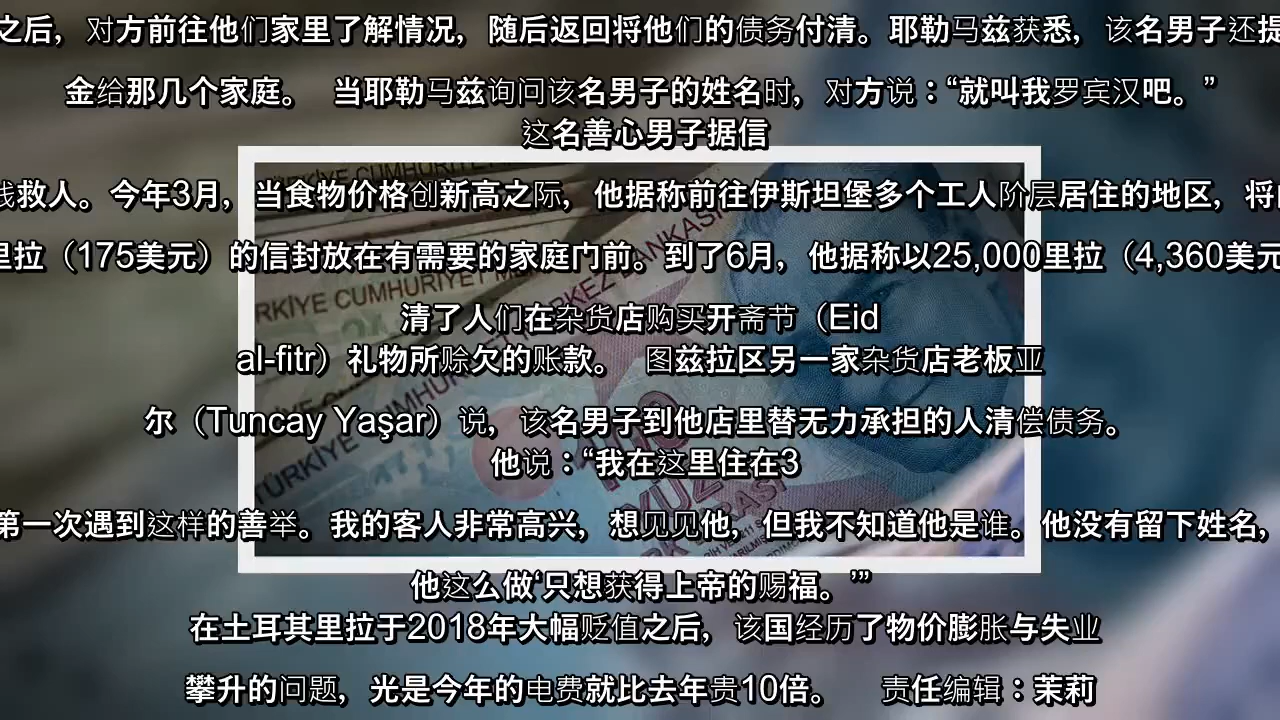 之后，对方前往他们家里了解情况，随后返回将他们的债务付清。耶勒马兹获悉，该名男子还提
金给那几个家庭。 当耶勒马兹询问该名男子的姓名时，对方说：“就叫我罗宾汉吧。”
这名善心男子据信
救人。今年3月，当食物价格创新高之际，他据称前往伊斯坦堡多个工人阶层居住的地区，将
里拉（175美元）的信封放在有需要的家庭门前。到了6月，他据称以25,000里拉（4,360美元
清了人们在杂货店购买开斋节（Eid
al-fitr）礼物所赊欠的账款。 图兹拉区另一家杂货店老板亚
尔（Tuncay Yaşar）说，该名男子到他店里替无力承担的人清偿债务。
他说：“我在这里住在3
第一次遇到这样的善举。我的客人非常高兴，想见见他，但我不知道他是谁。他没有留下姓名，
他这么做‘只想获得上帝的赐福。’”
在土耳其里拉于2018年大幅贬值之后，该国经历了物价膨胀与失业
攀升的问题，光是今年的电费就比去年贵10倍。 责任编辑：茉莉
TÜRKİYE CUMHURİYET
TÜRKİYE CUMHUR